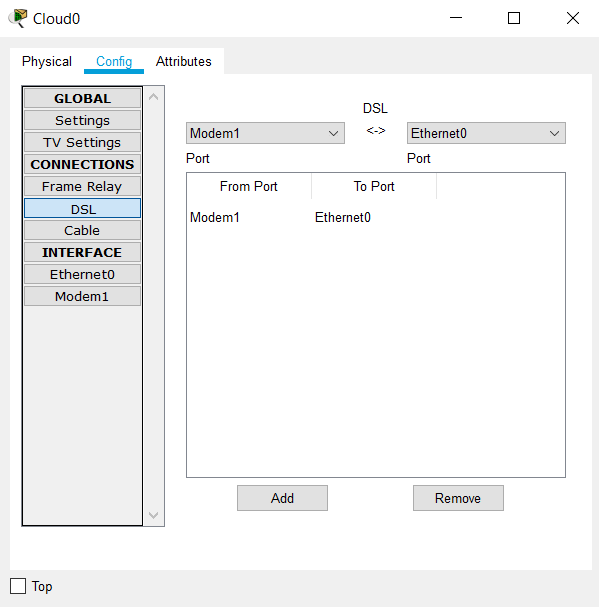 Cloud0
Physical Config Attributes
GLOBAL
Settings
TV Settings
CONNECTIONS
Frame Relay
DSL
Cable
INTERFACE
Ethernet0
Modem1
DSL
Modem1 <-> Ethernet0
Port Port
From Port To Port
Modem1 Ethernet0
Add Remove
Top